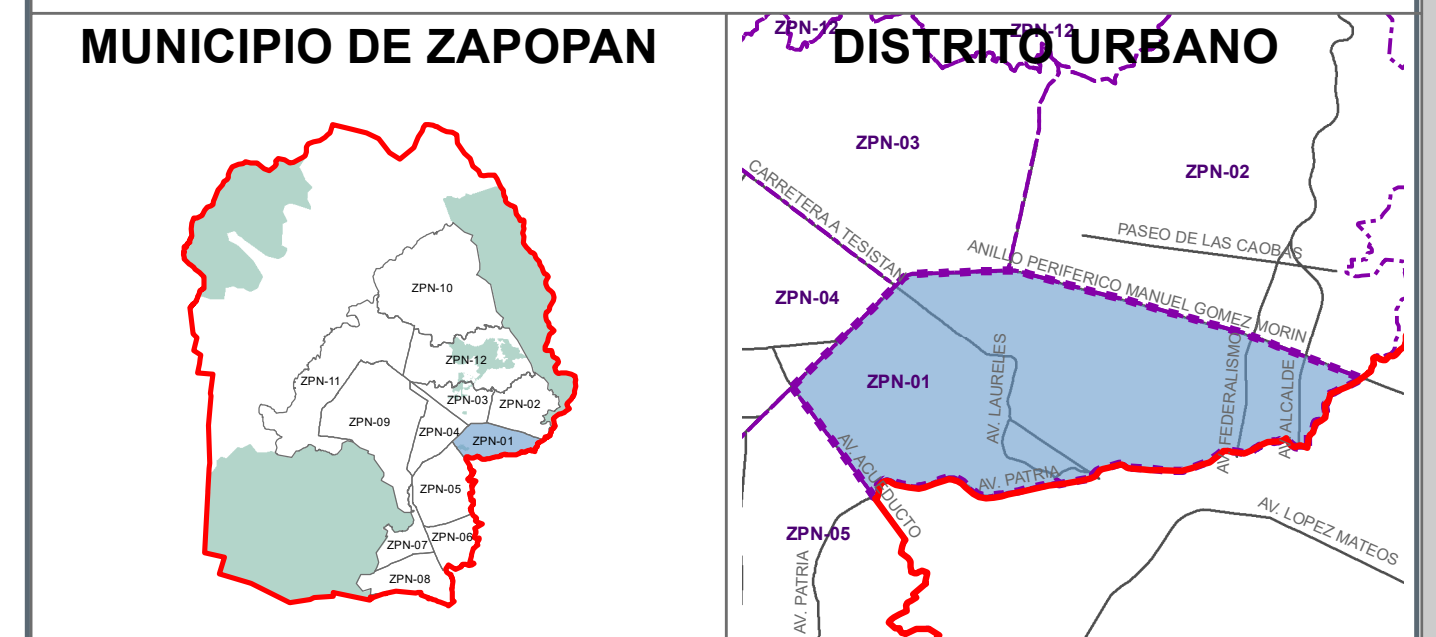 MUNICIPIO DE ZAPOPAN
ZPN-10
ZPN-12
ZPN-11
ZPN-03
ZPN-02
ZPN-09
ZPN-04
ZPN-01
ZPN-05
ZPN-06
ZPN-07
ZPN-08
DISTRITO URBANO
ZPN-12
ZPN-12
ZPN-03
ZPN-02
CARRETERA A TESISTAN
PASEO DE LAS CAOBAS
ANILLO PERIFERICO MANUEL GOMEZ MORIN
ZPN-04
ZPN-01
AV. LAURELES
AV. FEDERALISMO
AV. ALCALDE
AV. ACUEDUCTO
AV. PATRIA
ZPN-05
AV. LOPEZ MATEOS
AV. PATRIA